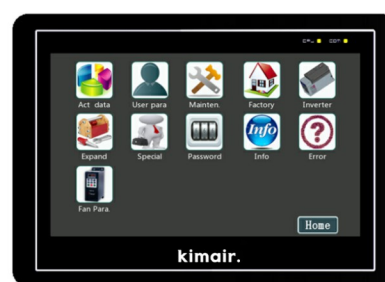 Act data User para Mainten. Factory Inverter
Expand Special Password Info Error
Info
Fan Para.
Home
kimair.